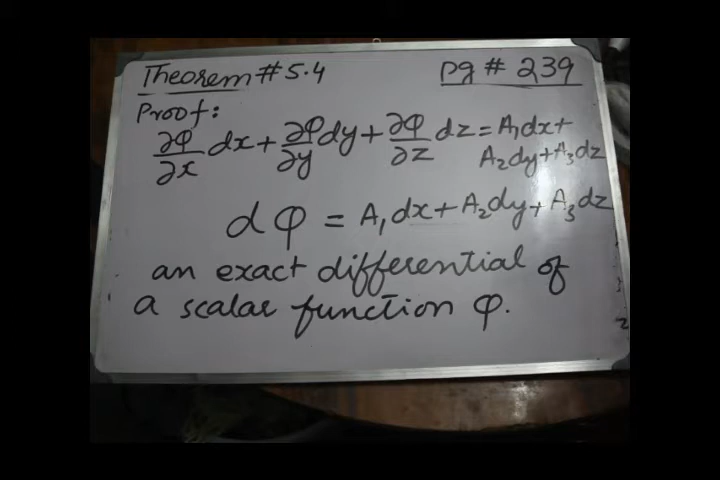 Theorem #5.4 pg # 239
Proof:
∂φ/∂x dx + ∂φ/∂y dy + ∂φ/∂z dz = A₁dx +
A₂dy + A₃dz
dφ = A₁dx + A₂dy + A₃dz
an exact differential of
a scalar function φ.